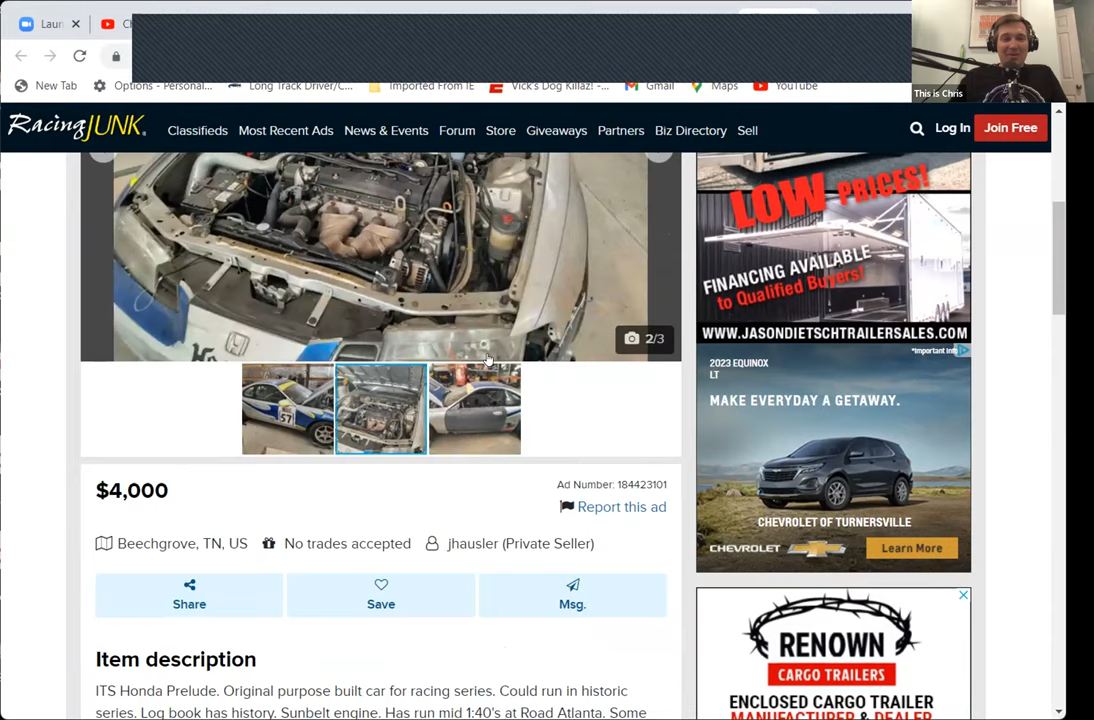 Laun
Ch
This is Chris
New Tab
Options - Personal...
Long Track Driver/C...
Imported From IE
Vick's Dog Killaz! -...
Gmail
Maps
YouTube
RacingJUNK
Classifieds
Most Recent Ads
News & Events
Forum
Store
Giveaways
Partners
Biz Directory
Sell
Log In
Join Free
LOW PRICES!
FINANCING AVAILABLE
to Qualified Buyers!
WWW.JASONDIETSCHTRAILERSALES.COM
2/3
57
2023 EQUINOX
LT
MAKE EVERYDAY A GETAWAY.
CHEVROLET OF TURNERSVILLE
CHEVROLET
Learn More
$4,000
Ad Number: 184423101
Report this ad
Beechgrove, TN, US
No trades accepted
jhausler (Private Seller)
Share
Save
Msg.
RENOWN
CARGO TRAILERS
ENCLOSED CARGO TRAILER
MANUFACTURER & DEALER
Item description
ITS Honda Prelude. Original purpose built car for racing series. Could run in historic
series. Log book has history. Sunbelt engine. Has run mid 1:40's at Road Atlanta. Some